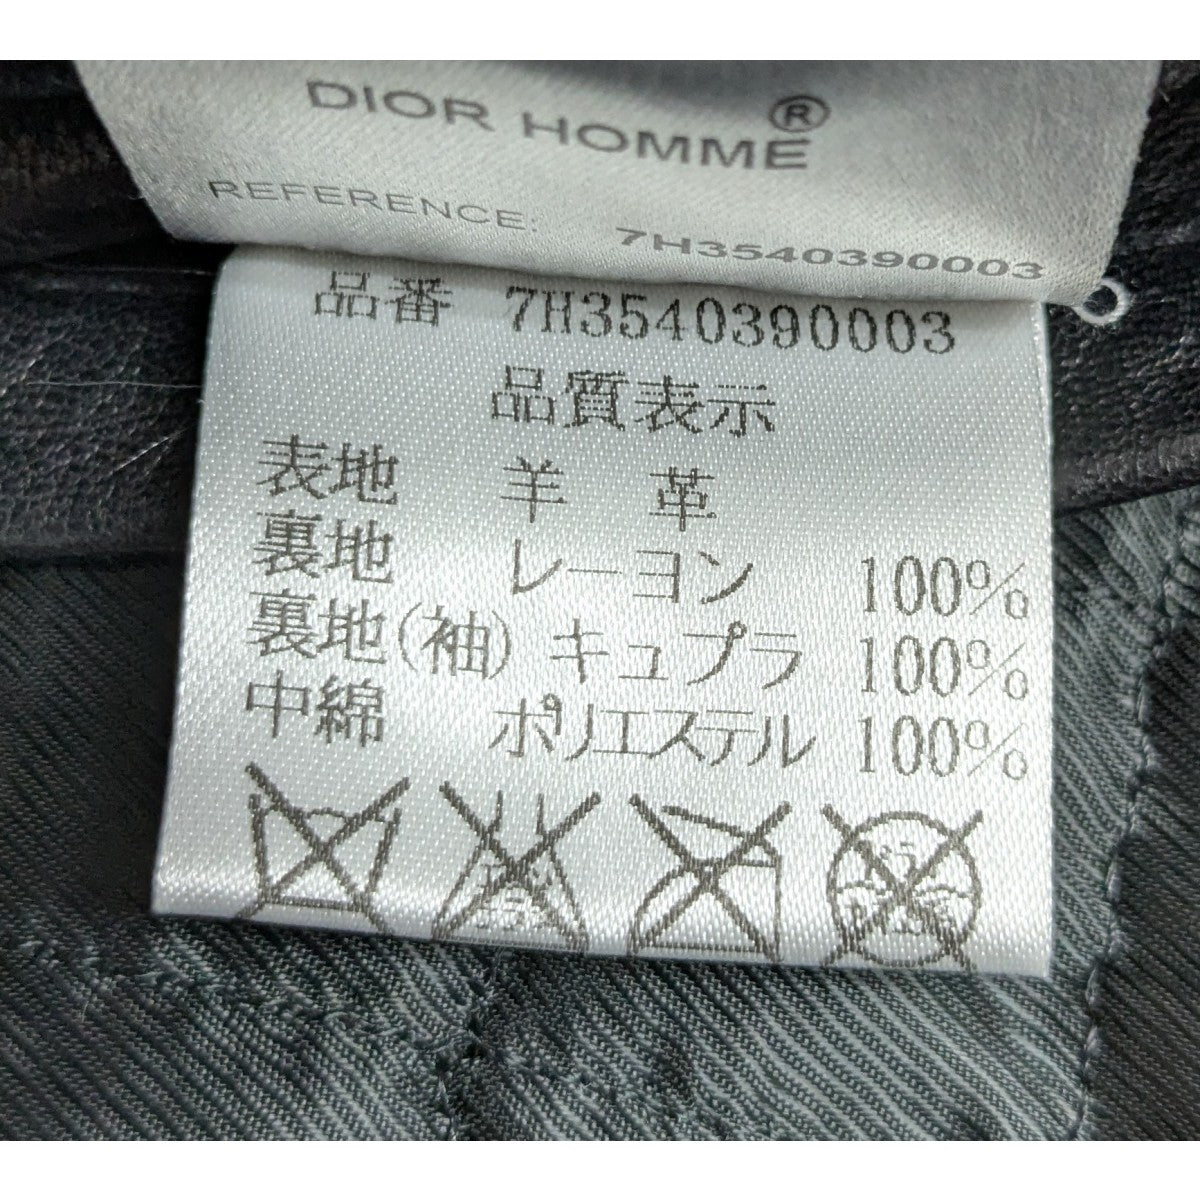 DIOR HOMME®
REFERENCE: 7H3540390003
品番 7H3540390003
品質表示
表地 羊 革
裏地 レーヨン 100%
裏地(袖) キュプラ 100%
中綿 ポリエステル 100%